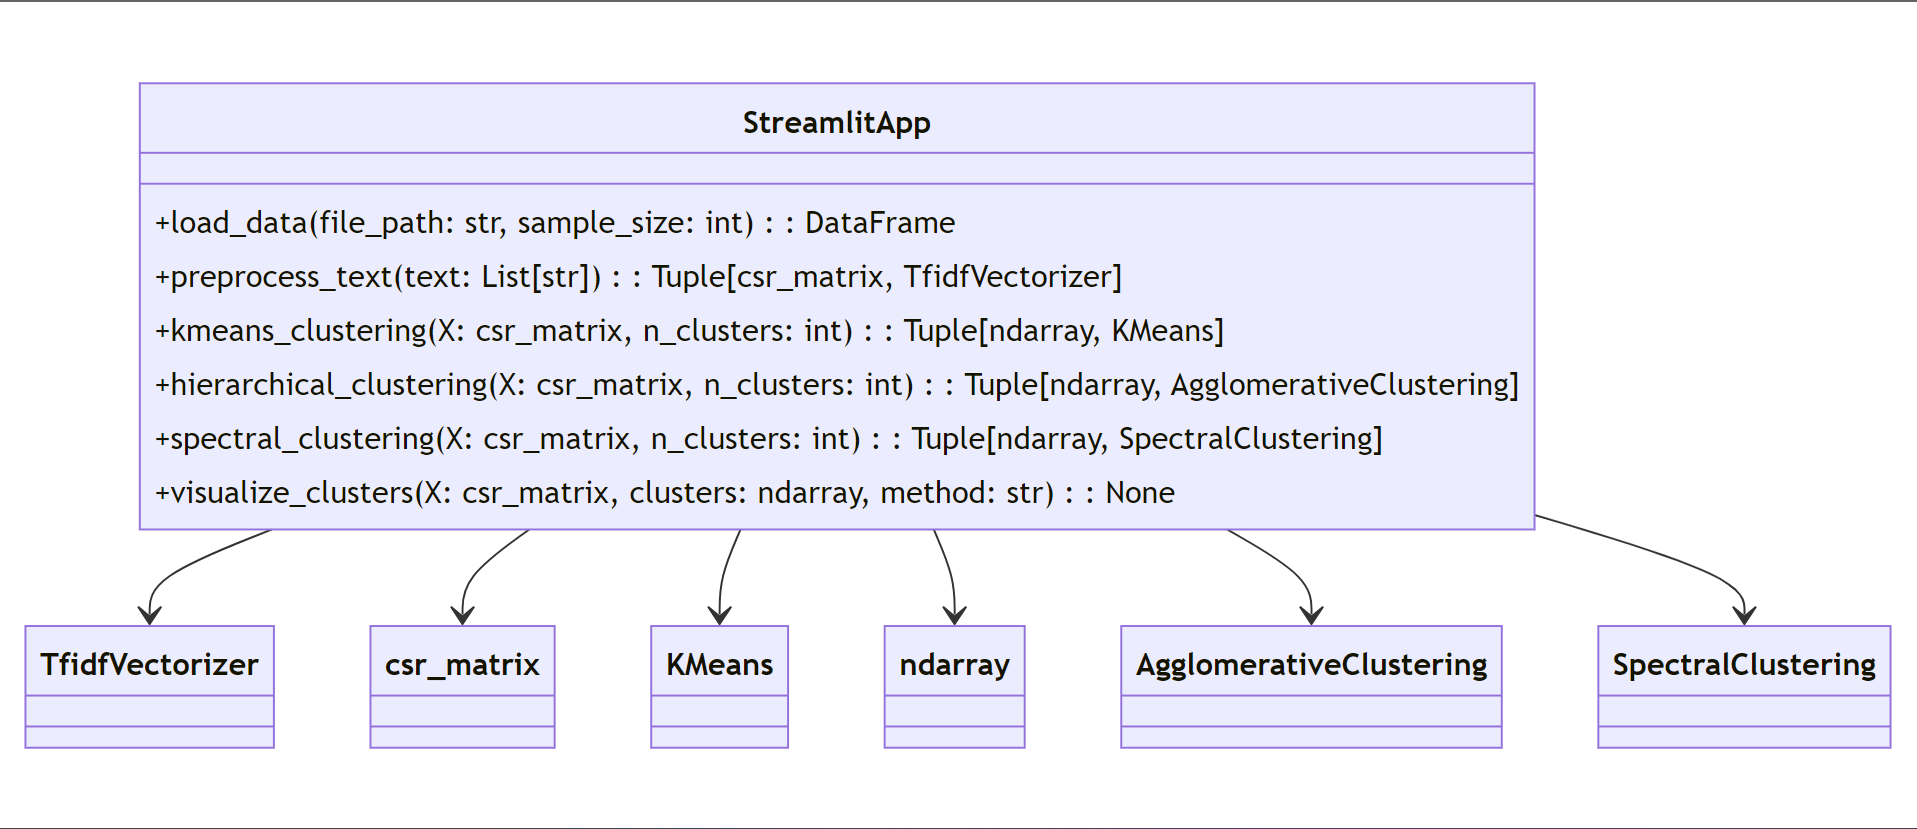 StreamlitApp
+load_data(file_path: str, sample_size: int) : : DataFrame
+preprocess_text(text: List[str]) : : Tuple[csr_matrix, TfidfVectorizer]
+kmeans_clustering(X: csr_matrix, n_clusters: int) : : Tuple[ndarray, KMeans]
+hierarchical_clustering(X: csr_matrix, n_clusters: int) : : Tuple[ndarray, AgglomerativeClustering]
+spectral_clustering(X: csr_matrix, n_clusters: int) : : Tuple[ndarray, SpectralClustering]
+visualize_clusters(X: csr_matrix, clusters: ndarray, method: str) : : None
TfidfVectorizer
csr_matrix
KMeans
ndarray
AgglomerativeClustering
SpectralClustering